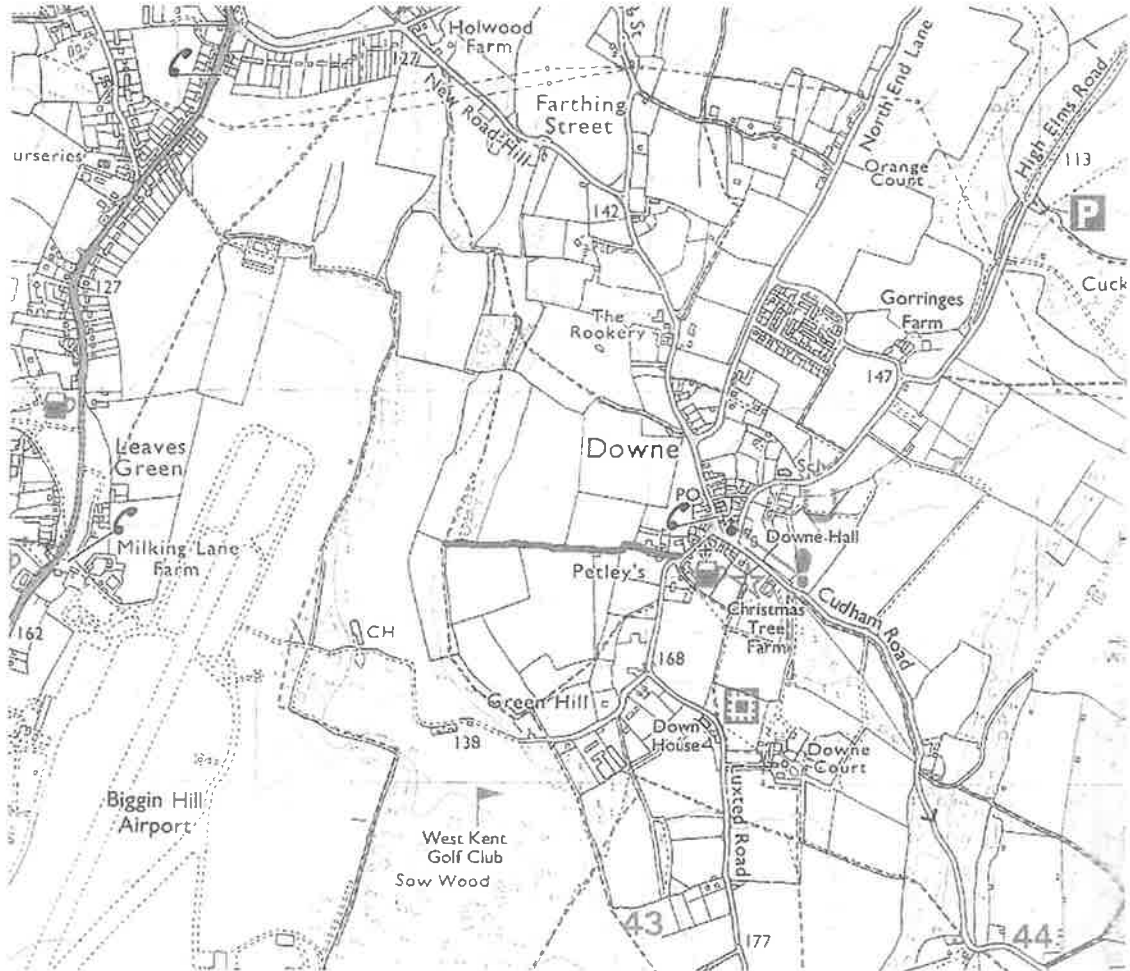 Holwood
Farm
127
New Road Hill
Farthing
Street
b St
North End Lane
High Elms Road
urseries
Orange
Court
113
P
142
127
Cuck
The
Rookery
Gorringes
Farm
147
Leaves
Green
Downe
Sch
PO
Milking Lane
Farm
Downe Hall
Petley's
Christmas
Tree
Farm
Cudham Road
162
CH
168
Green Hill
138
Down
House
Downe
Court
Luxted Road
Biggin Hill
Airport
West Kent
Golf Club
Saw Wood
43
177
44